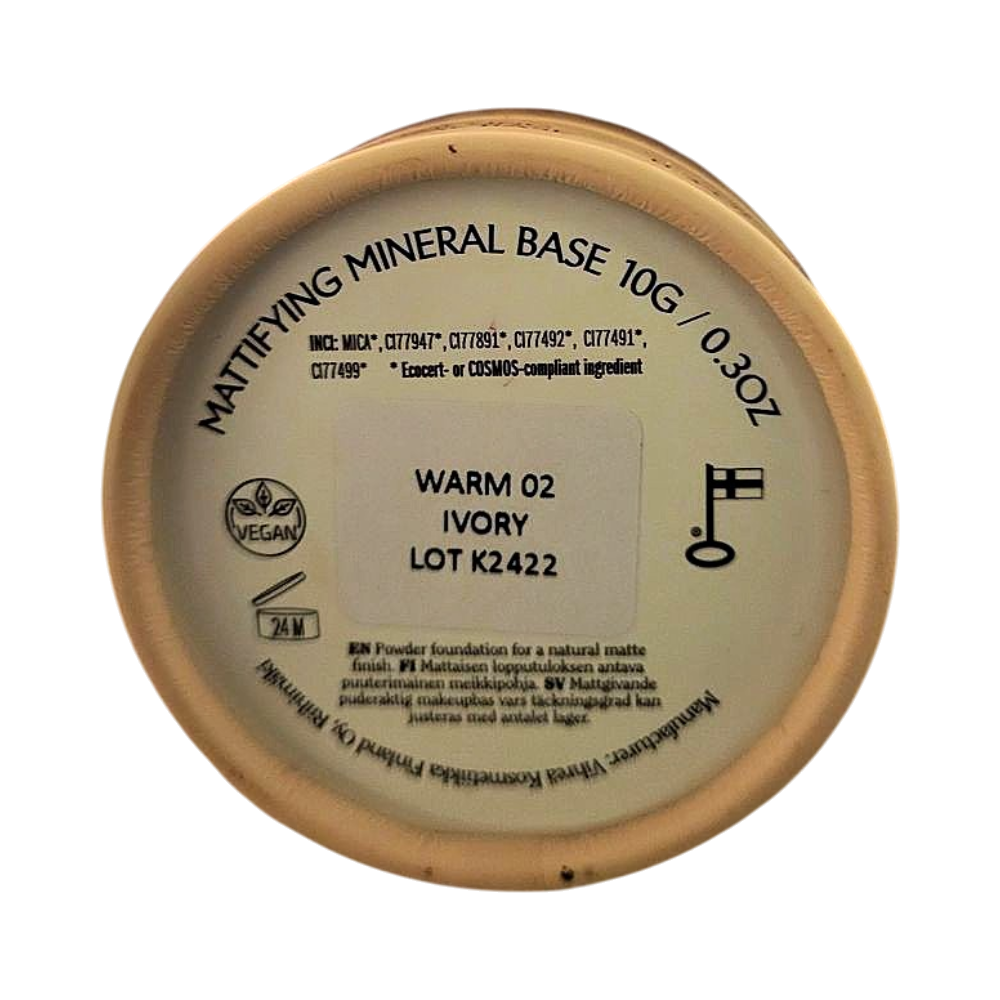 MATTIFYING MINERAL BASE 10G / 0.3OZ
INCI: MICA*, CI77947*, CI77891*, CI77492*, CI77491*,
CI77499* * Ecocert- or COSMOS-compliant ingredient
WARM 02
IVORY
LOT K2422
VEGAN
®
24 M
EN Powder foundation for a natural matte
finish. FI Mattaisen lopputuloksen antava
puuterimainen meikkipohja. SV Mattgivande
puderaktig makeupbas vars täckningsgrad kan
justeras med antalet lager.
Manufacturer: Vihreä Kosmetiikka Finland Oy, Riihimäki